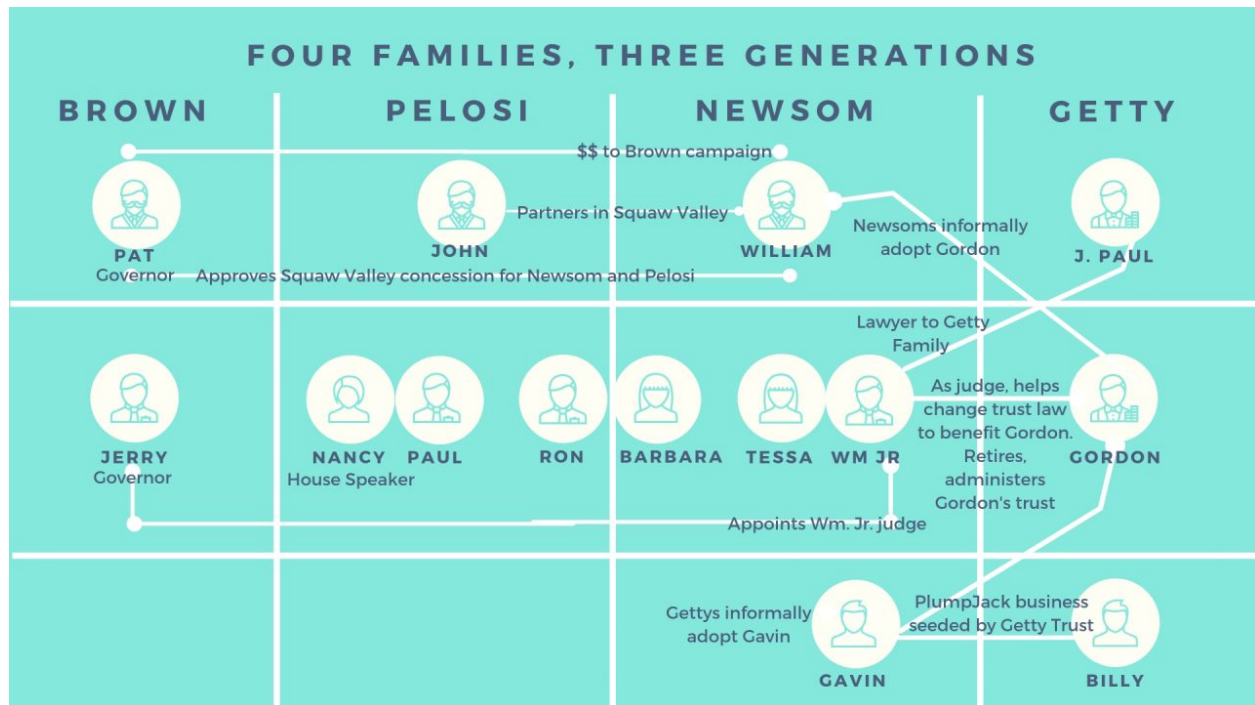 FOUR FAMILIES, THREE GENERATIONS
BROWN
PELOSI
NEWSOM
GETTY
$$ to Brown campaign
Partners in Squaw Valley
Newsoms informally
adopt Gordon
PAT
Governor
JOHN
WILLIAM
J. PAUL
Approves Squaw Valley concession for Newsom and Pelosi
Lawyer to Getty
Family
As judge, helps
change trust law
to benefit Gordon.
Retires,
administers
Gordon's trust
JERRY
Governor
NANCY
House Speaker
PAUL
RON
BARBARA
TESSA
WM JR
GORDON
Appoints Wm. Jr. judge
Gettys informally
adopt Gavin
PlumpJack business
seeded by Getty Trust
GAVIN
BILLY